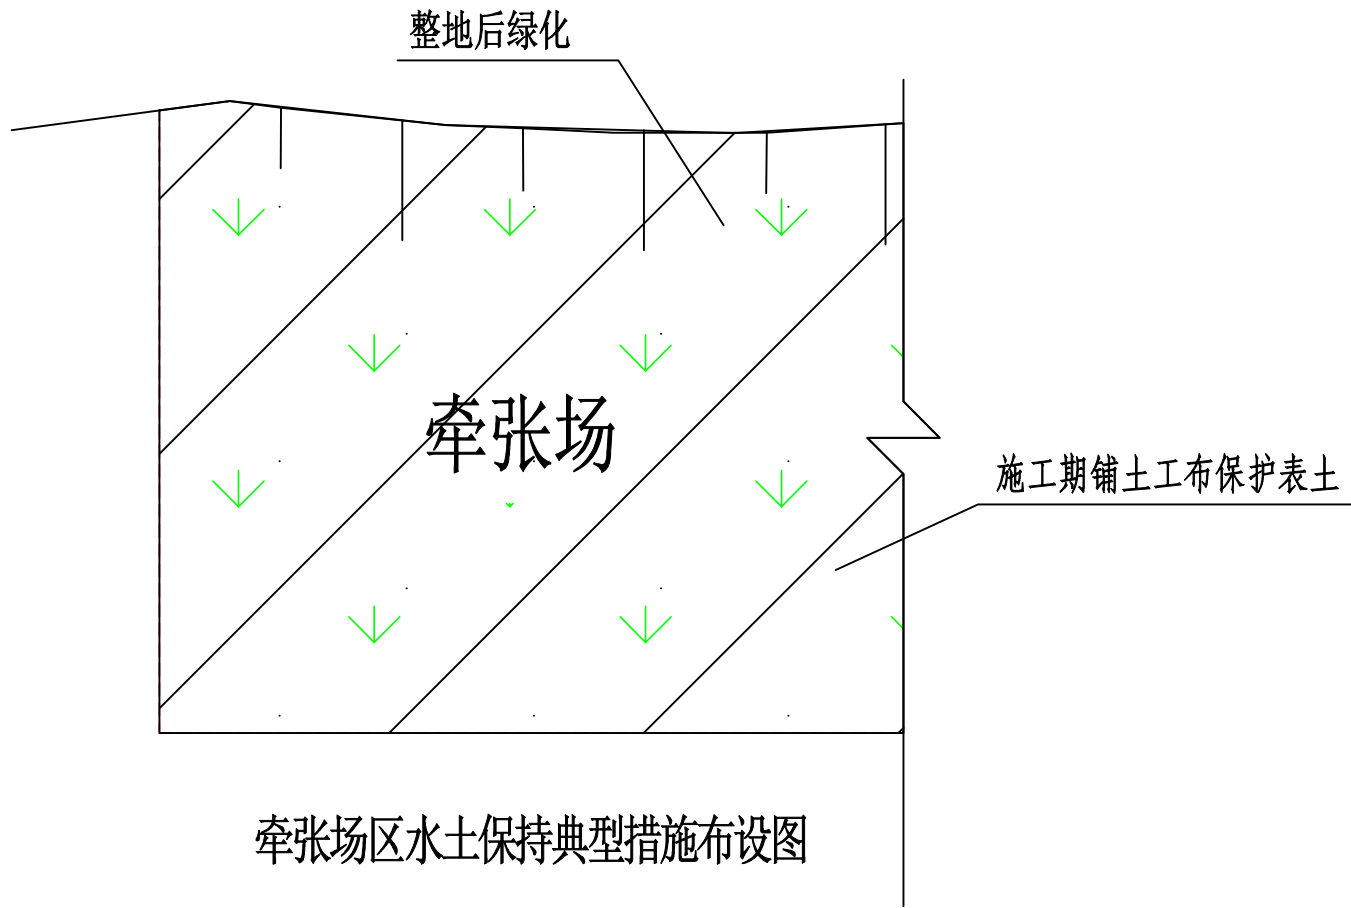 整地后绿化
牵张场
施工期铺土工布保护表土
牵张场区水土保持典型措施布设图